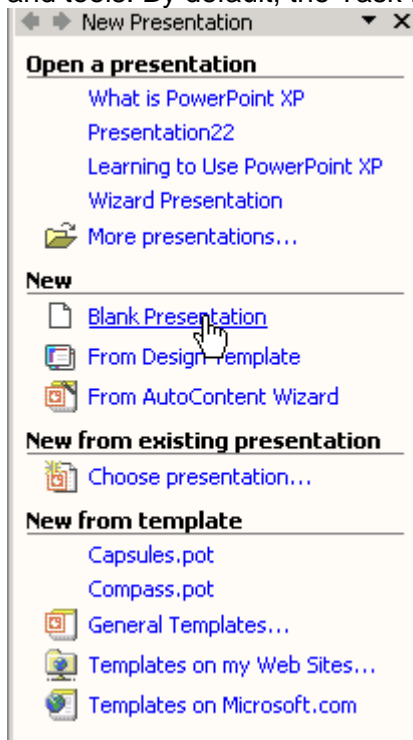 and tools. By default, the Task
New Presentation
Open a presentation
What is PowerPoint XP
Presentation22
Learning to Use PowerPoint XP
Wizard Presentation
More presentations...
New
Blank Presentation
From Design Template
From AutoContent Wizard
New from existing presentation
Choose presentation...
New from template
Capsules.pot
Compass.pot
General Templates...
Templates on my Web Sites...
Templates on Microsoft.com